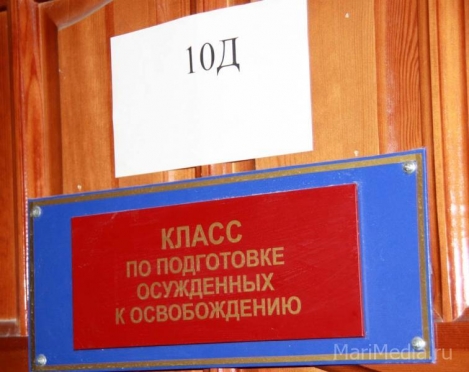 10Д
КЛАСС
ПО ПОДГОТОВКЕ
ОСУЖДЕННЫХ
К ОСВОБОЖДЕНИЮ
MariMedia.ru